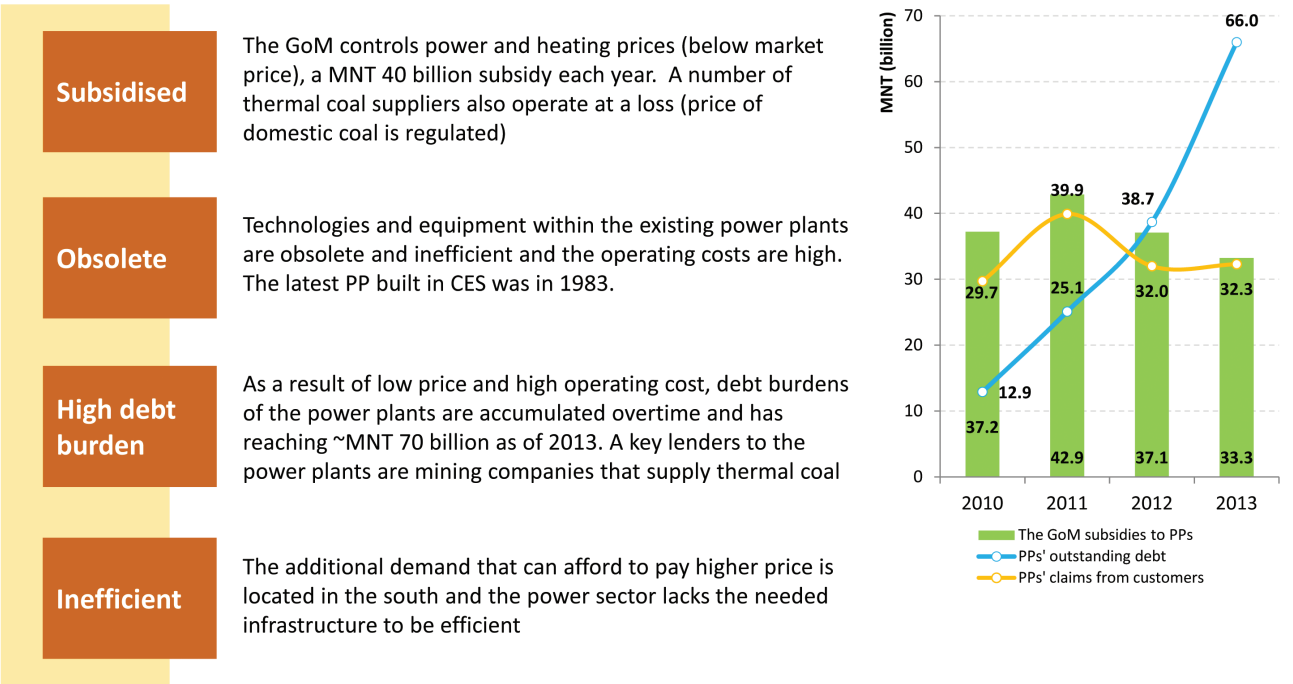 Subsidised
The GoM controls power and heating prices (below market
price), a MNT 40 billion subsidy each year.  A number of
thermal coal suppliers also operate at a loss (price of
domestic coal is regulated)
Obsolete
Technologies and equipment within the existing power plants
are obsolete and inefficient and the operating costs are high.
The latest PP built in CES was in 1983.
High debt
burden
As a result of low price and high operating cost, debt burdens
of the power plants are accumulated overtime and has
reaching ~MNT 70 billion as of 2013. A key lenders to the
power plants are mining companies that supply thermal coal
Inefficient
The additional demand that can afford to pay higher price is
located in the south and the power sector lacks the needed
infrastructure to be efficient
MNT (billion)
70
60
50
40
30
20
10
0
66.0
39.9
38.7
29.7
25.1
32.0
32.3
12.9
37.2
42.9
37.1
33.3
2010
2011
2012
2013
The GoM subsidies to PPs
PPs' outstanding debt
PPs' claims from customers